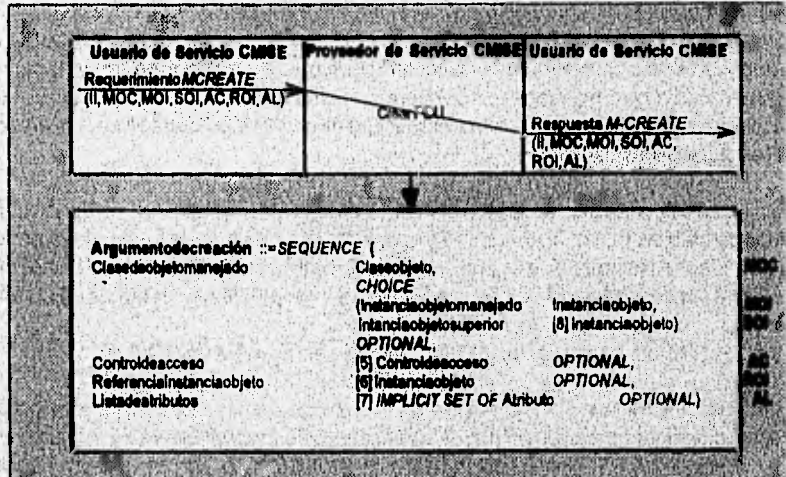 Usuario de Servicio CMISE
Proveedor de Servicio CMISE
Usuario de Servicio CMISE
Requerimiento MCREATE
(II, MOC, MOI, SOI, AC, ROI, AL)
Respuesta M-CREATE
(II, MOC, MOI, SOI, AC,
ROI, AL)
Argumentodecreación ::= SEQUENCE (
Clasedeobjetomanejado Claseobjeto, MOC
CHOICE
(Instanciaobjetomanejado Instanciaobjeto, MOI
Intanciaobjetosuperior [8] Instanciaobjeto) SOI
OPTIONAL,
Controldeacceso [5] Controldeacceso OPTIONAL, AC
ReferenciaInstanciaobjeto [6] Instanciaobjeto OPTIONAL, ROI
Listadeatributos [7] IMPLICIT SET OF Atributo OPTIONAL) AL